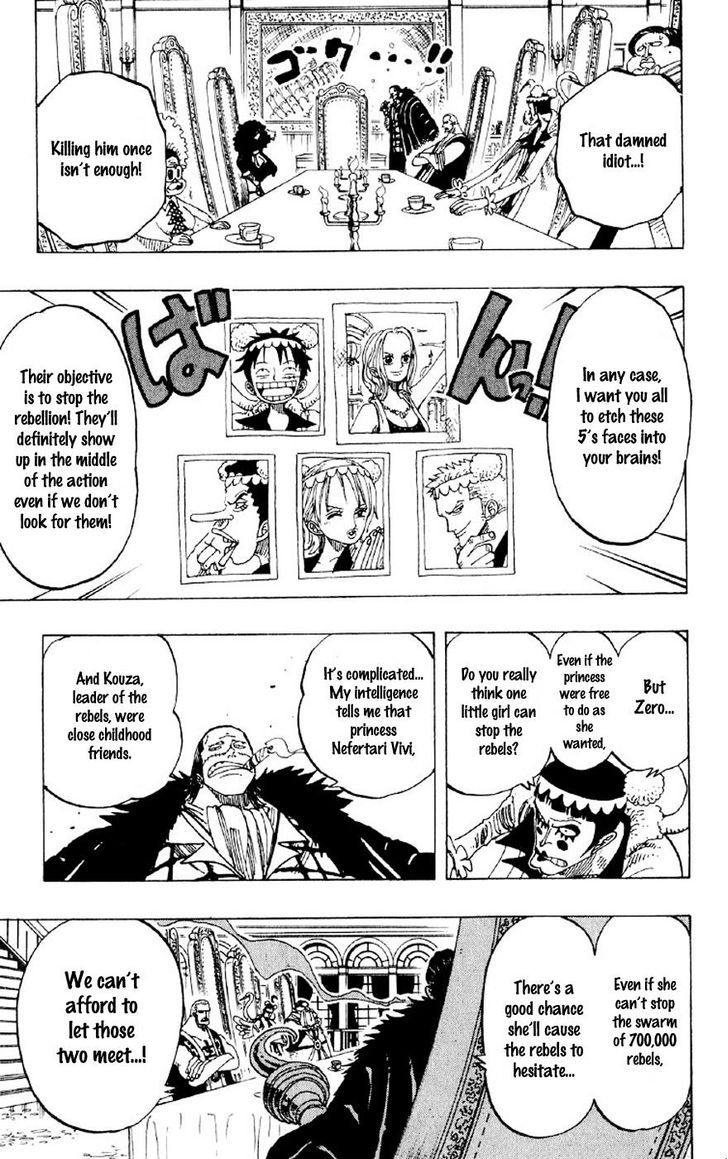 That damned
idiot...!
ゴーク...!!
Killing him once
isn't enough!
In any case,
I want you all
to etch these
5's faces into
your brains!
ばんっ!!
Their objective
is to stop the
rebellion! They'll
definitely show
up in the middle
of the action
even if we don't
look for them!
But
Zero...
Even if the
princess
were free
to do as
she
wanted,
Do you really
think one
little girl can
stop the
rebels?
It's complicated...
My intelligence
tells me that
princess
Nefertari Vivi,
And Kouza,
leader of the
rebels, were
close childhood
friends.
Even if she
can't stop
the swarm
of 700,000
rebels,
There's a
good chance
she'll cause
the rebels to
hesitate...
We can't
afford to
let those
two meet...!